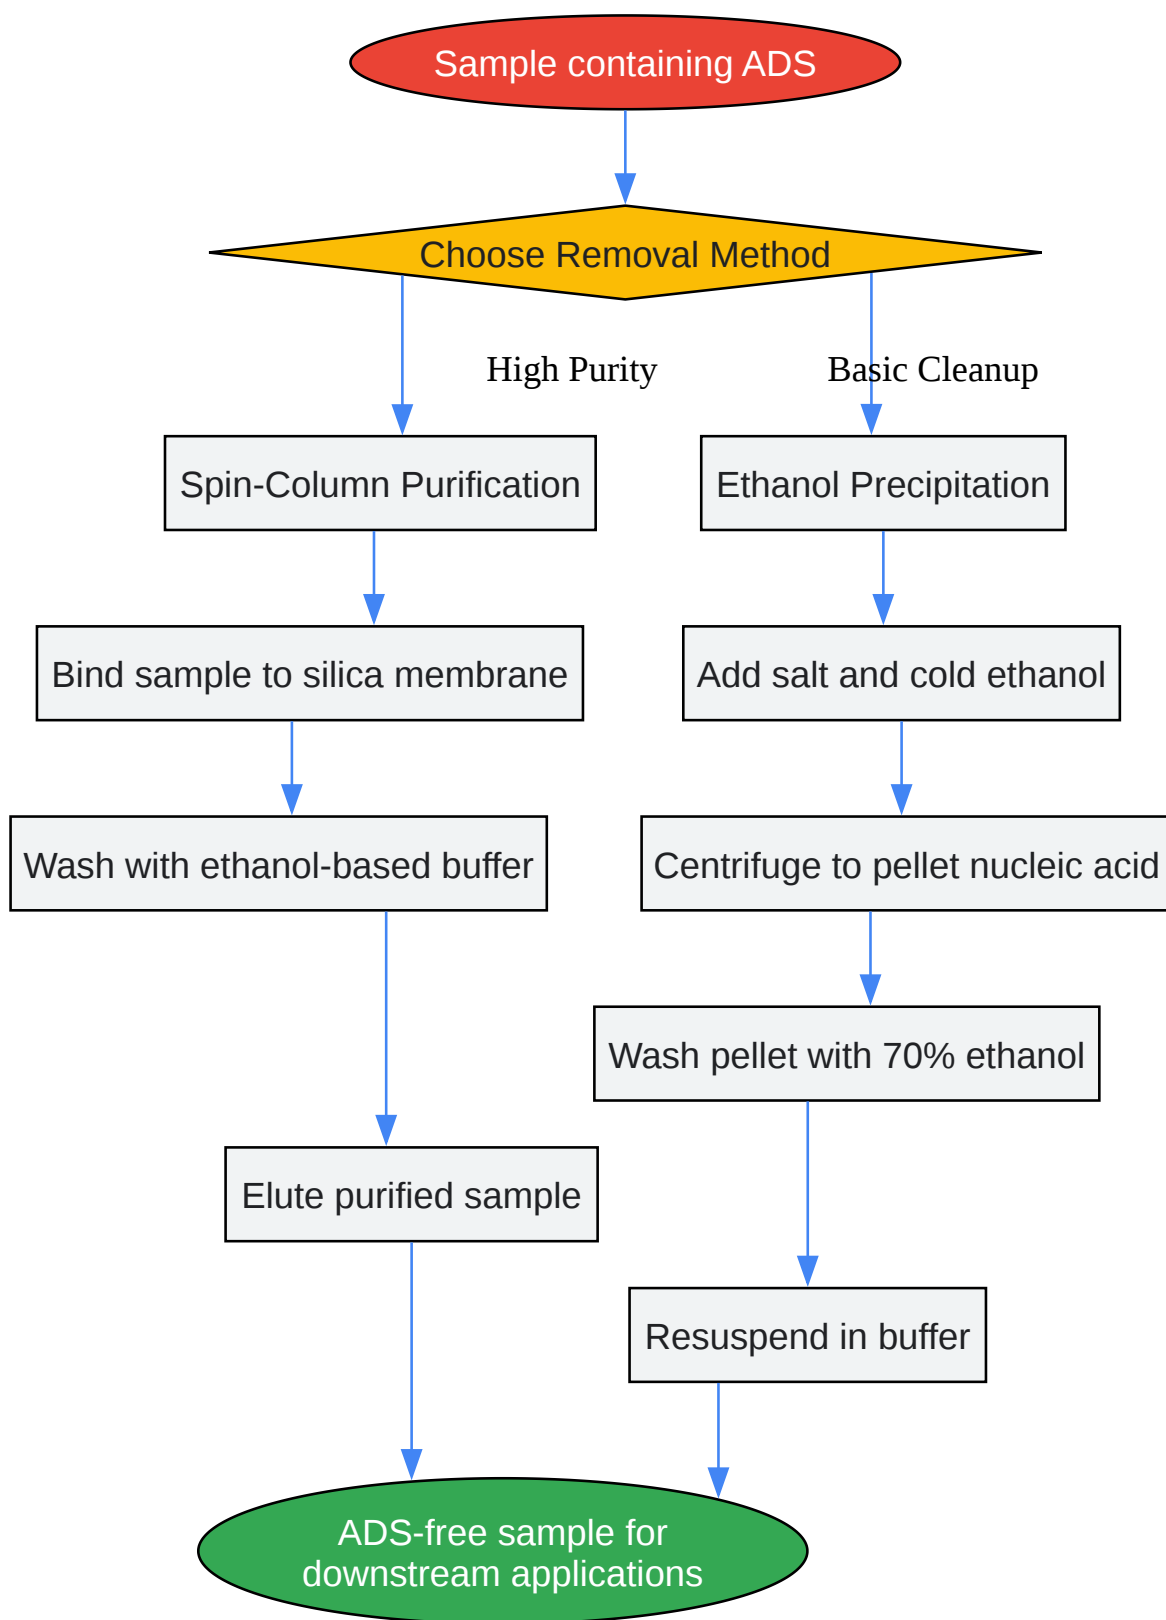 Sample containing ADS
Choose Removal Method
High Purity
Basic Cleanup
Spin-Column Purification
Ethanol Precipitation
Bind sample to silica membrane
Add salt and cold ethanol
Wash with ethanol-based buffer
Centrifuge to pellet nucleic acid
Wash pellet with 70% ethanol
Elute purified sample
Resuspend in buffer
ADS-free sample for
downstream applications